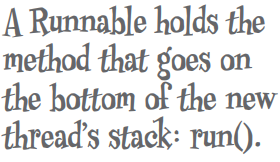 A Runnable holds the
method that goes on
the bottom of the new
thread's stack: run().